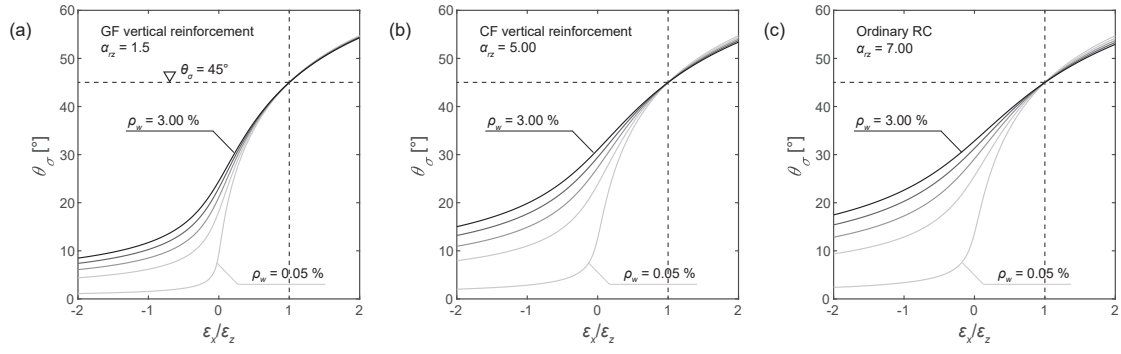 (a)
GF vertical reinforcement
α_rz = 1.5
θ_σ = 45°
ρ_w = 3.00 %
ρ_w = 0.05 %
θ_σ [°]
60
50
40
30
20
10
0
-2 -1 0 1 2
ε_x/ε_z
(b)
CF vertical reinforcement
α_rz = 5.00
ρ_w = 3.00 %
ρ_w = 0.05 %
θ_σ [°]
60
50
40
30
20
10
0
-2 -1 0 1 2
ε_x/ε_z
(c)
Ordinary RC
α_rz = 7.00
ρ_w = 3.00 %
ρ_w = 0.05 %
θ_σ [°]
60
50
40
30
20
10
0
-2 -1 0 1 2
ε_x/ε_z